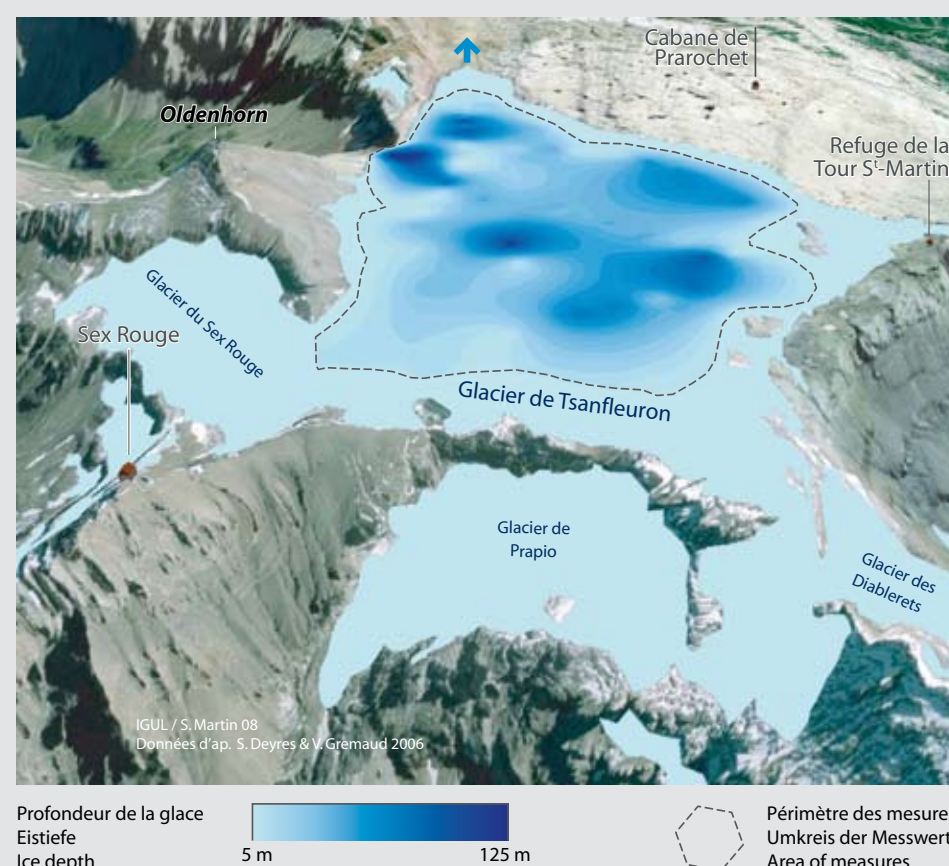 Cabane de
Prarochet
Oldenhorn
Refuge de la
Tour Sᵗ-Martin
Glacier du Sex Rouge
Sex Rouge
Glacier de Tsanfleuron
Glacier de
Prapio
Glacier des
Diablerets
IGUL / S. Martin 08
Données d'ap. S. Deyres & V. Gremaud 2006
Profondeur de la glace
Eistiefe
Ice depth
5 m
125 m
Périmètre des mesure
Umkreis der Messwert
Area of measures